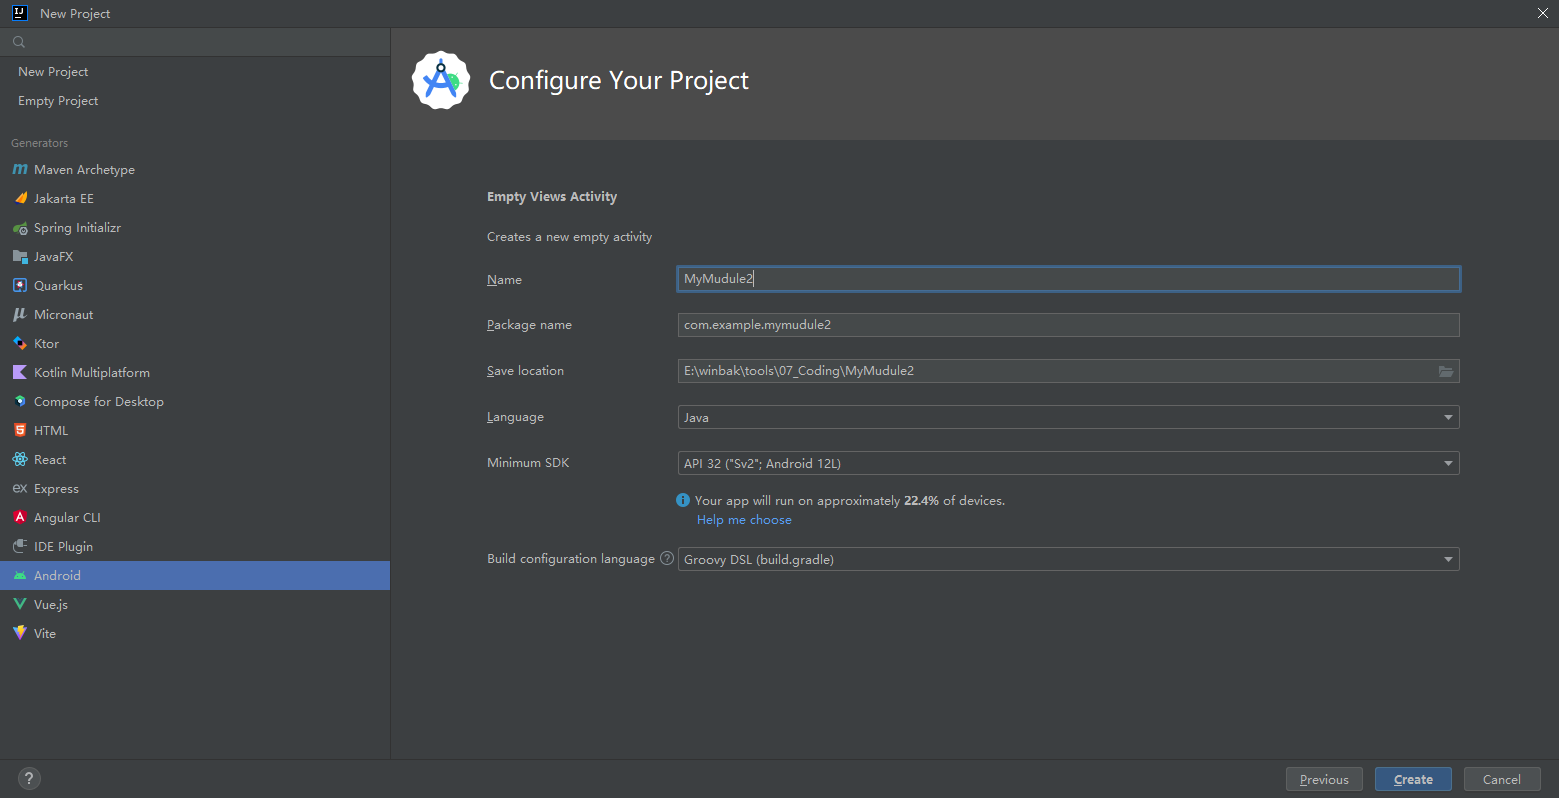 New Project
New Project
Empty Project
Generators
Maven Archetype
Jakarta EE
Spring Initializr
JavaFX
Quarkus
Micronaut
Ktor
Kotlin Multiplatform
Compose for Desktop
HTML
React
Express
Angular CLI
IDE Plugin
Android
Vue.js
Vite
Configure Your Project
Empty Views Activity
Creates a new empty activity
Name MyMudule2
Package name com.example.mymudule2
Save location E:\winbak\tools\07_Coding\MyMudule2
Language Java
Minimum SDK API 32 ("Sv2"; Android 12L)
Your app will run on approximately 22.4% of devices.
Help me choose
Build configuration language ? Groovy DSL (build.gradle)
? Previous Create Cancel